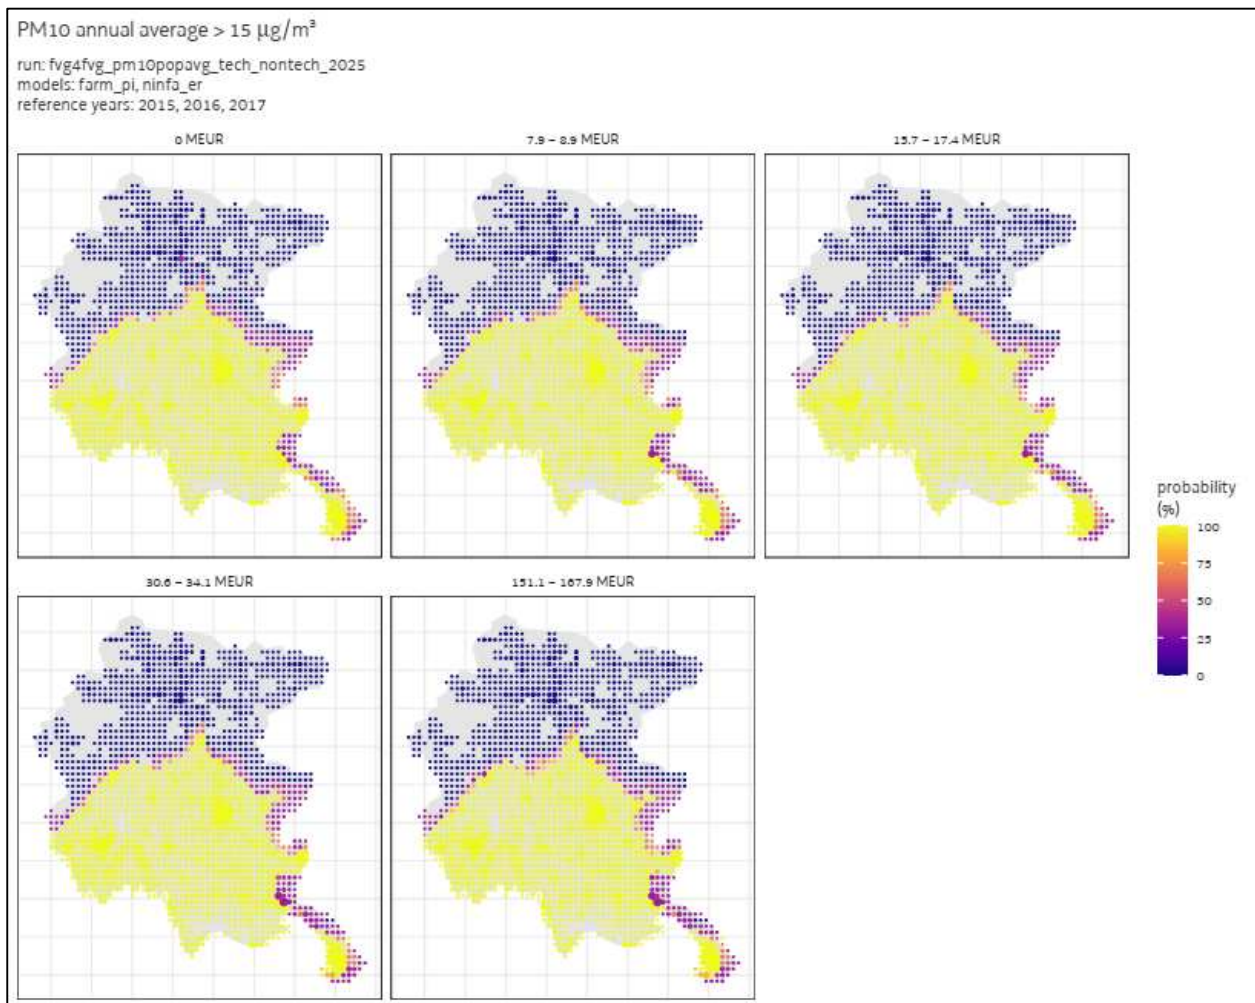 PM10 annual average > 15 µg/m³
run: fvg4fvg_pm10popavg_tech_nontech_2025
models: farm_pi, ninfa_er
reference years: 2015, 2016, 2017
0 MEUR
7.9 – 8.9 MEUR
15.7 – 17.4 MEUR
30.6 – 34.1 MEUR
151.1 – 167.9 MEUR
probability
(%)
100
75
50
25
0